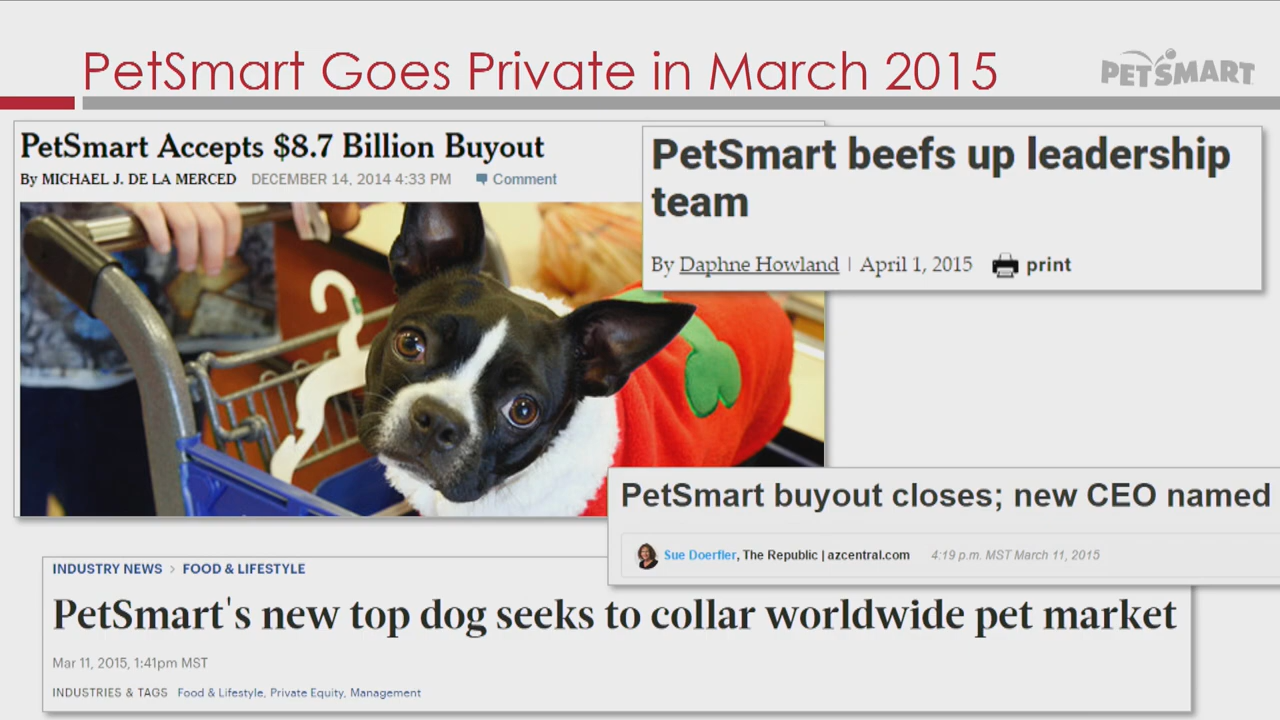 PetSmart Goes Private in March 2015
PETSMART
PetSmart Accepts $8.7 Billion Buyout
By MICHAEL J. DE LA MERCED DECEMBER 14, 2014 4:33 PM Comment
PetSmart beefs up leadership
team
By Daphne Howland | April 1, 2015 print
PetSmart buyout closes; new CEO named
Sue Doerfler, The Republic | azcentral.com 4:19 p.m. MST March 11, 2015
INDUSTRY NEWS > FOOD & LIFESTYLE
PetSmart's new top dog seeks to collar worldwide pet market
Mar 11, 2015, 1:41pm MST
INDUSTRIES & TAGS Food & Lifestyle, Private Equity, Management